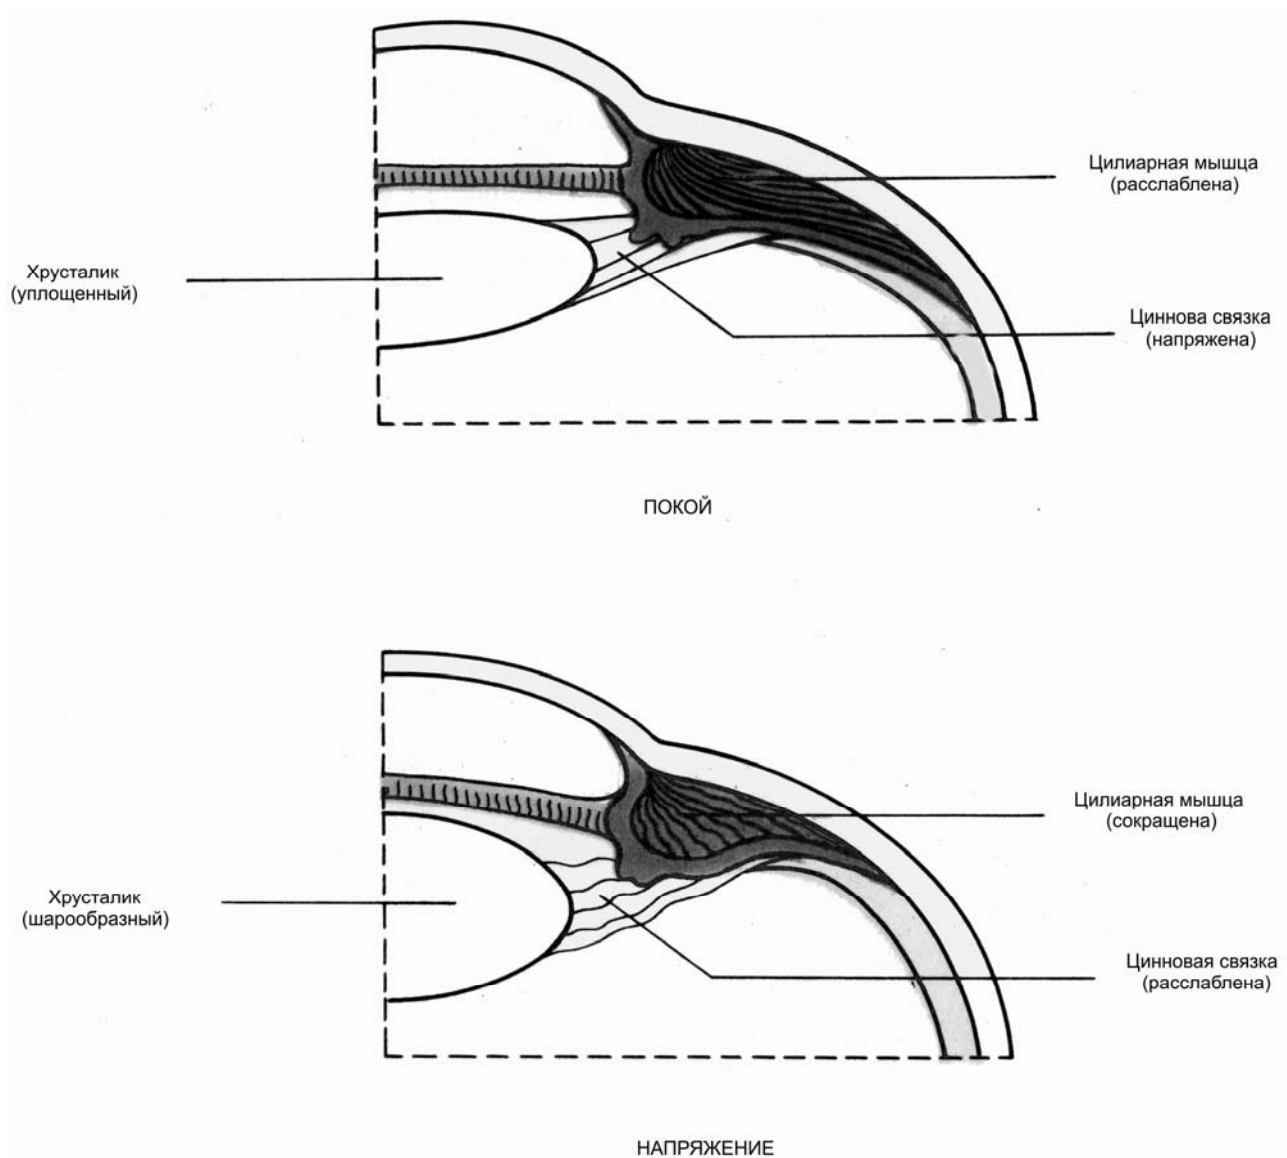 Цилиарная мышца
(расслаблена)
Хрусталик
(уплощенный)
Циннова связка
(напряжена)
ПОКОЙ
Цилиарная мышца
(сокращена)
Хрусталик
(шарообразный)
Цинновая связка
(расслаблена)
НАПРЯЖЕНИЕ